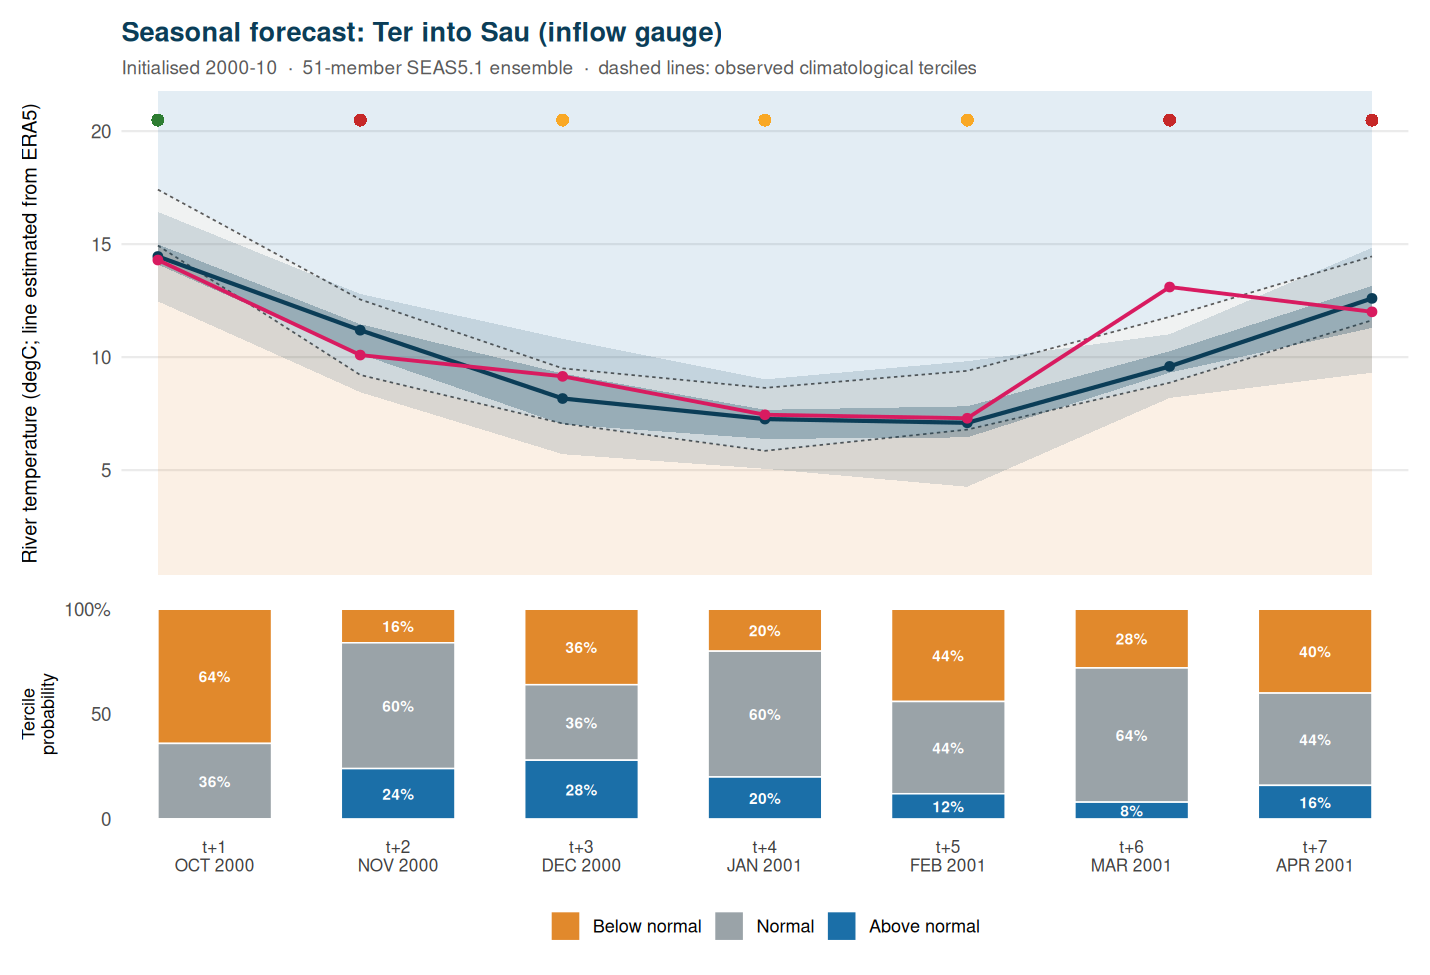 Seasonal forecast: Ter into Sau (inflow gauge)
Initialised 2000-10 · 51-member SEAS5.1 ensemble · dashed lines: observed climatological terciles
River temperature (degC; line estimated from ERA5)
20
15
10
5
Tercile
probability
100%
50
0
64%
36%
16%
60%
24%
36%
36%
28%
20%
60%
20%
44%
44%
12%
28%
64%
8%
40%
44%
16%
t+1
OCT 2000
t+2
NOV 2000
t+3
DEC 2000
t+4
JAN 2001
t+5
FEB 2001
t+6
MAR 2001
t+7
APR 2001
Below normal
Normal
Above normal